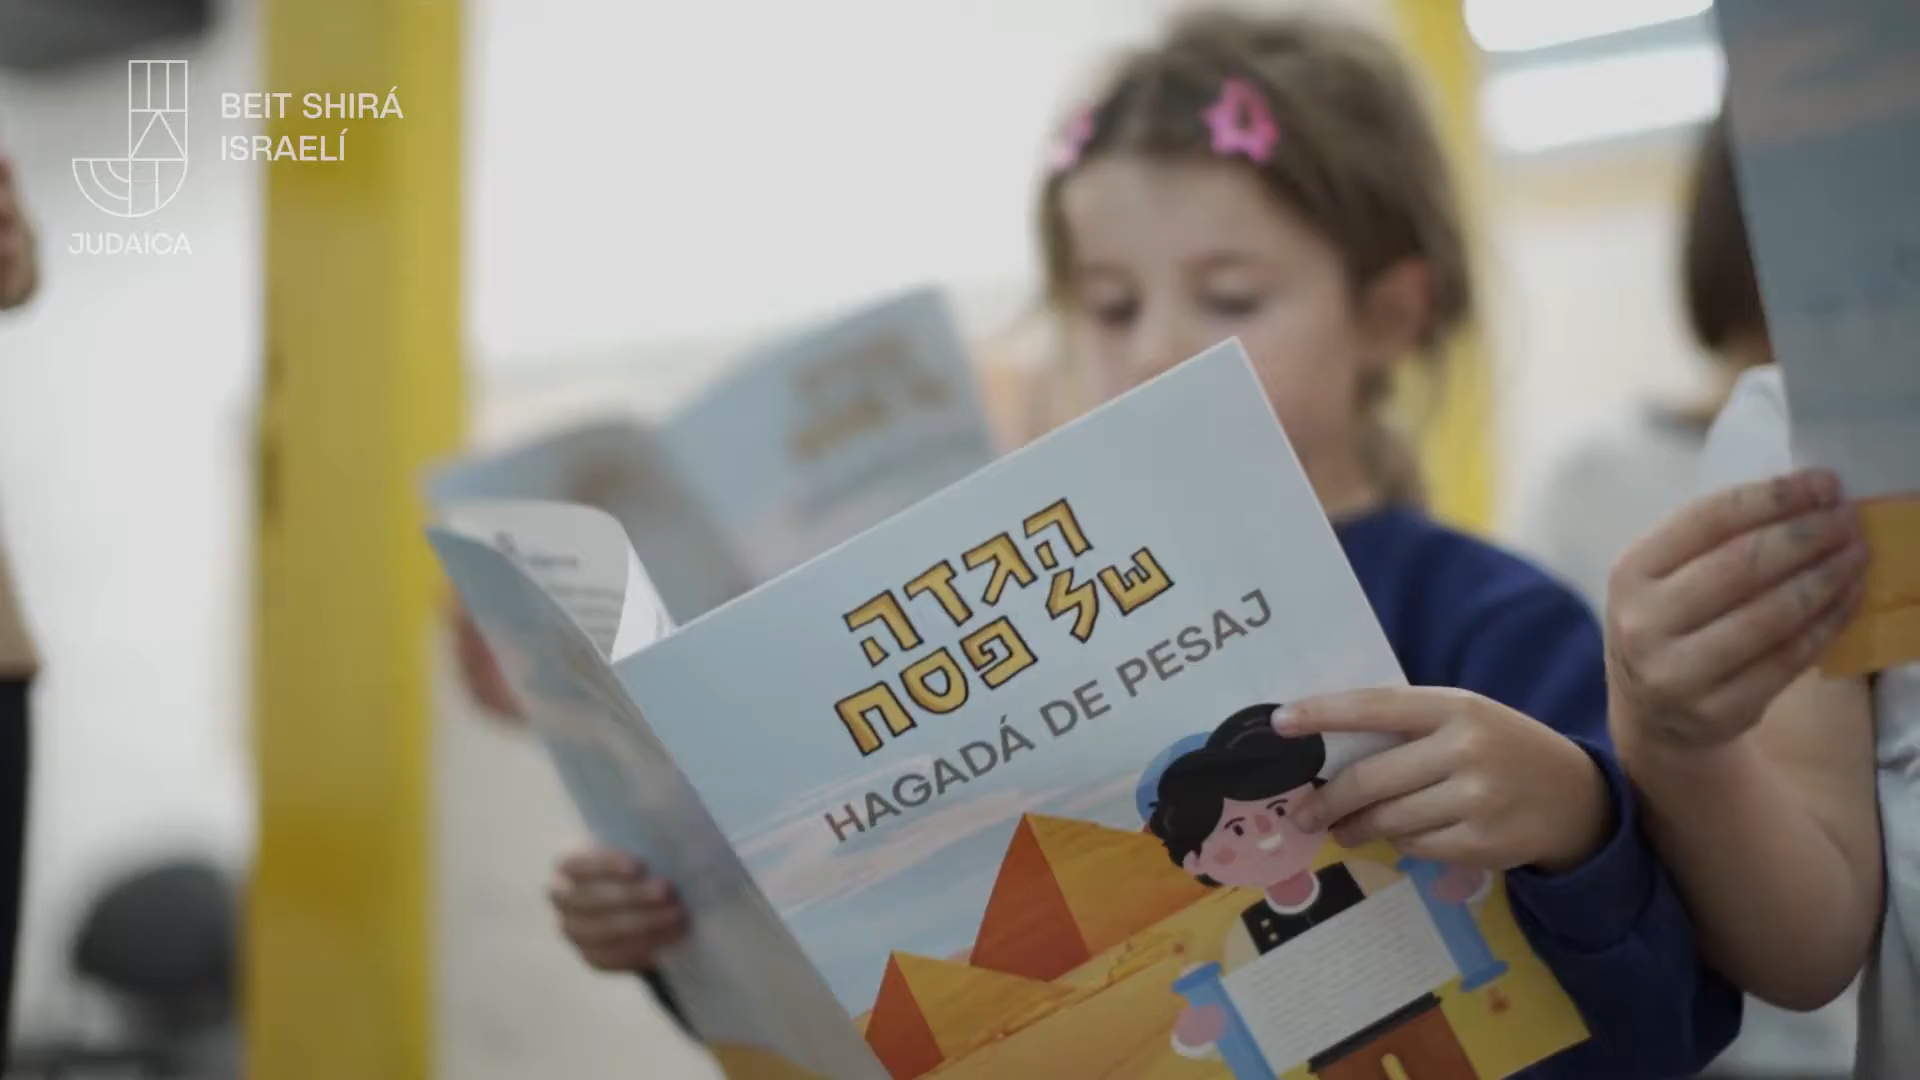 BEIT SHIRÁ
ISRAELÍ
JUDAICA
הגדה
של פסח
HAGADÁ DE PESAJ